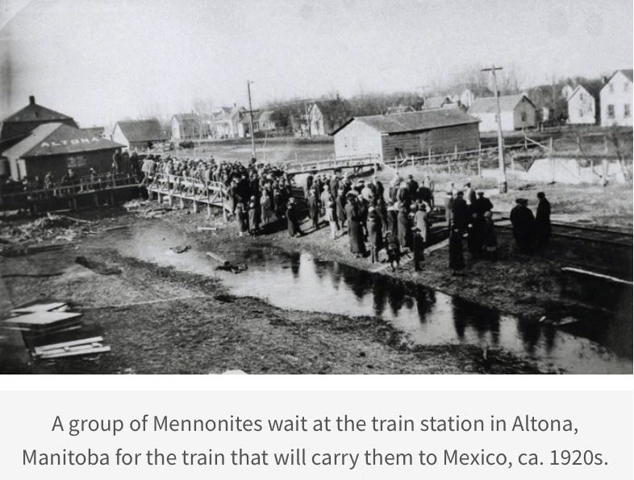 ALTONA
A group of Mennonites wait at the train station in Altona,
Manitoba for the train that will carry them to Mexico, ca. 1920s.